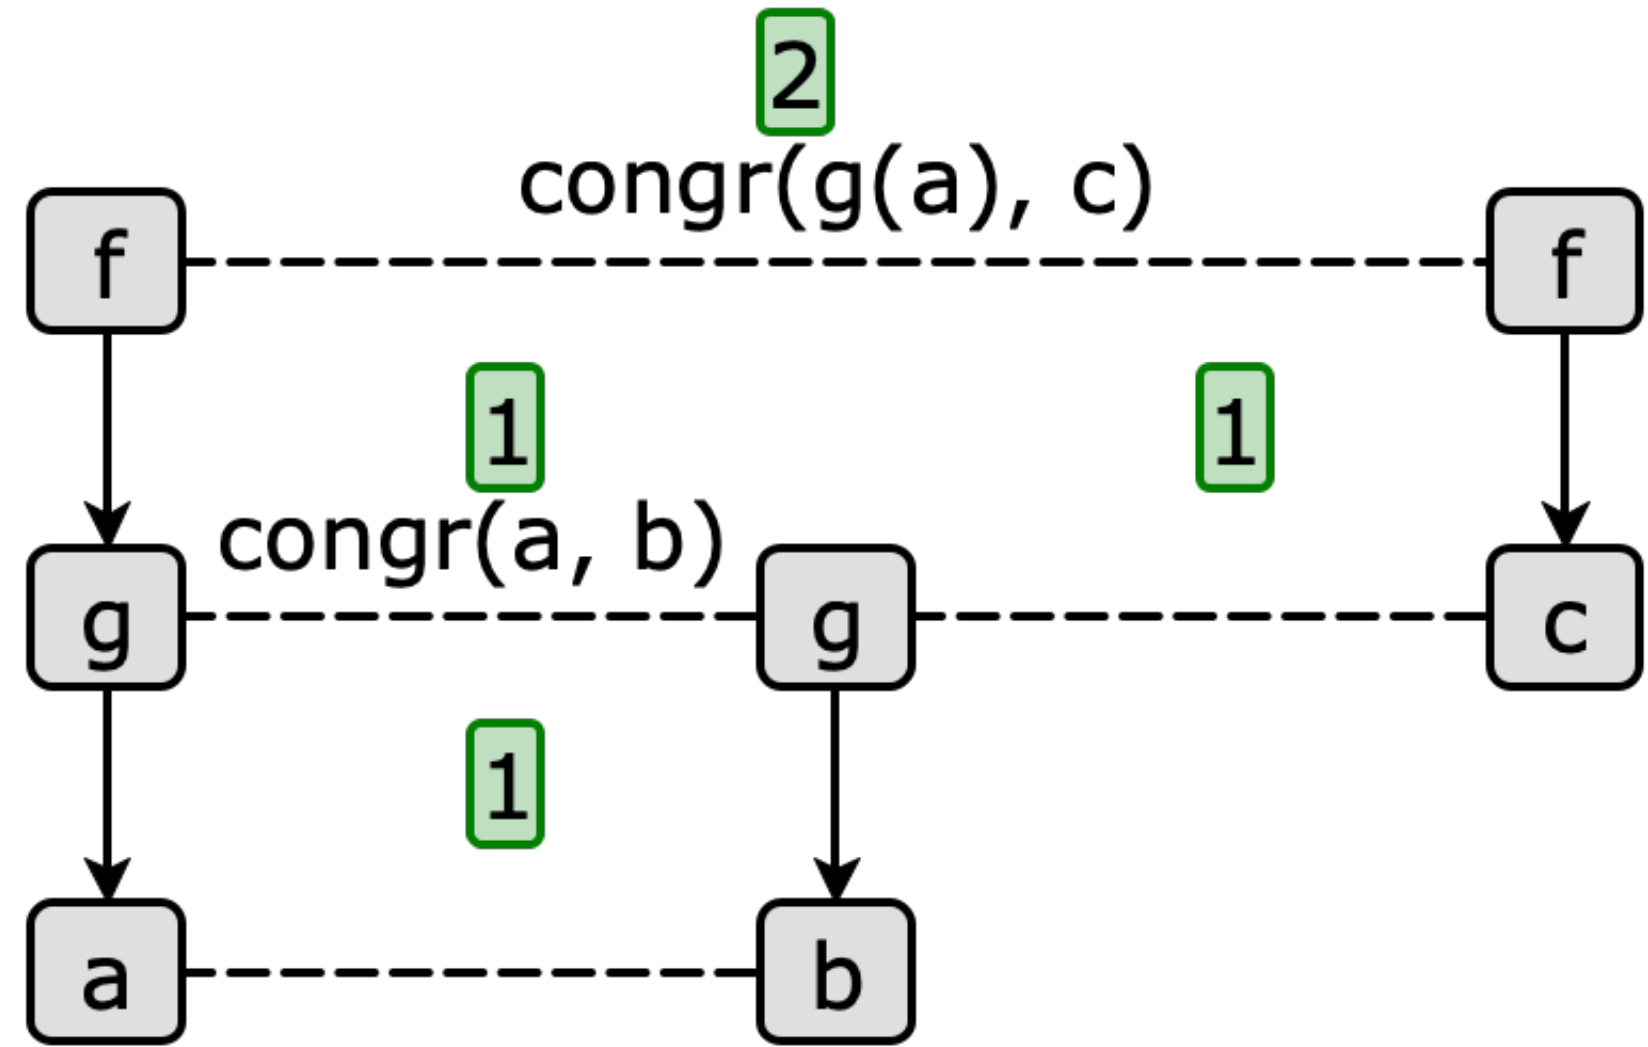 2
congr(g(a), c)
f f
1 1
congr(a, b)
g g c
1
a b